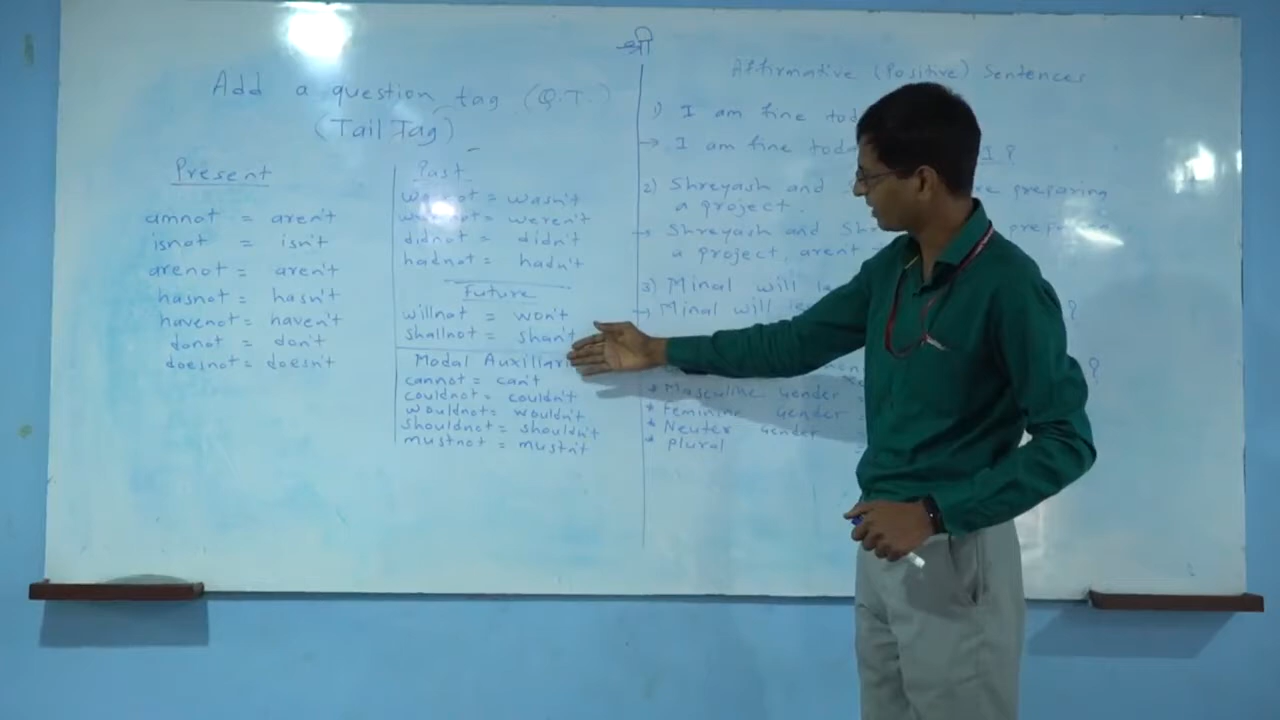 श्री
Add a question tag (Q.T.)
(Tail Tag)
Present
amnot = aren't
isnot = isn't
arenot = aren't
hasnot = hasn't
havenot = haven't
donot = don't
doesnot = doesn't
Past
= wasn't
= weren't
didnot = didn't
hadnot = hadn't
Future
willnot = won't
shallnot = shan't
Modal
cannot = can't
couldnot = couldn't
wouldnot = wouldn't
shouldnot = shouldn't
mustnot = mustn't
Affirmative (Positive) Sentences
1) I am fine
→ I am fine I?
2) Shreyash and preparing
a project.
→ Shreyash and
a project, aren't
3) Minal will
→ Minal will ?
?
* Masculine Gender
* Feminine Gender
* Neuter Gender
* Plural